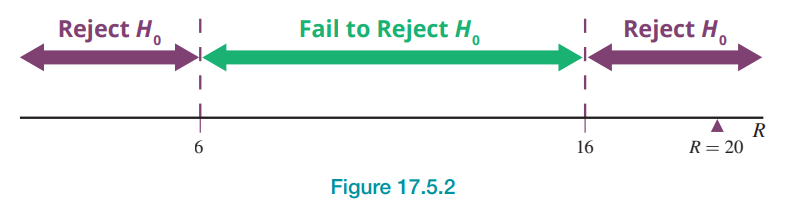 Reject H₀ Fail to Reject H₀ Reject H₀
R
6 16 R = 20
Figure 17.5.2